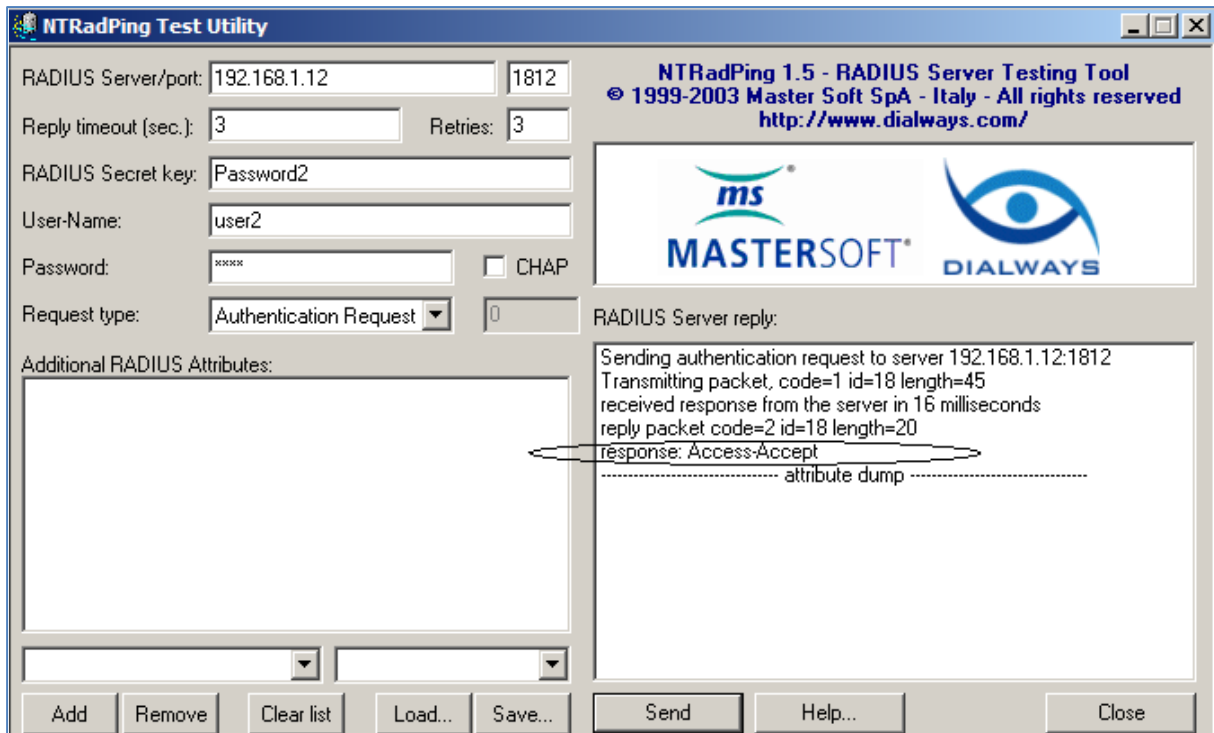 NTRadPing Test Utility
RADIUS Server/port: 192.168.1.12 1812
Reply timeout (sec.): 3 Retries: 3
RADIUS Secret key: Password2
User-Name: user2
Password: xxxx CHAP
Request type: Authentication Request 0
Additional RADIUS Attributes:
Add Remove Clear list Load... Save...
NTRadPing 1.5 - RADIUS Server Testing Tool
© 1999-2003 Master Soft SpA - Italy - All rights reserved
http://www.dialways.com/
ms
MASTERSOFT
DIALWAYS
RADIUS Server reply:
Sending authentication request to server 192.168.1.12:1812
Transmitting packet, code=1 id=18 length=45
received response from the server in 16 milliseconds
reply packet code=2 id=18 length=20
response: Access-Accept
-------------------------------- attribute dump --------------------------------
Send Help... Close